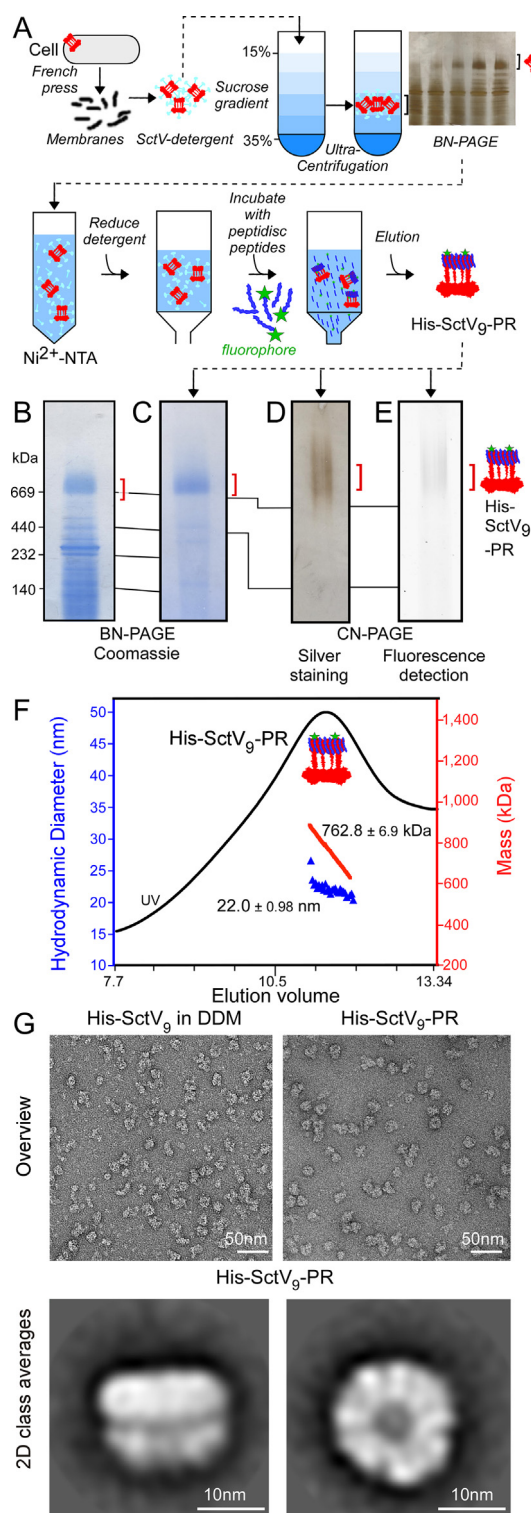 A
Cell
French
press
Membranes
SctV-detergent
Sucrose
gradient
15%
35%
Ultra-
Centrifugation
BN-PAGE
Reduce
detergent
Incubate
with
peptidisc
peptides
Elution
fluorophore
Ni2+-NTA
His-SctV9-PR
B
C
D
E
kDa
669
440
232
140
His-
SctV9
-PR
BN-PAGE
Coomassie
CN-PAGE
Silver
staining
Fluorescence
detection
F
Hydrodynamic Diameter (nm)
50
45
40
35
30
25
20
15
10
His-SctV9-PR
762.8 ± 6.9 kDa
22.0 ± 0.98 nm
UV
1,400
1,200
1,000
800
600
400
200
Mass (kDa)
7.7
10.5
13.34
Elution volume
G
His-SctV9 in DDM
His-SctV9-PR
Overview
50nm
50nm
His-SctV9-PR
2D class averages
10nm
10nm